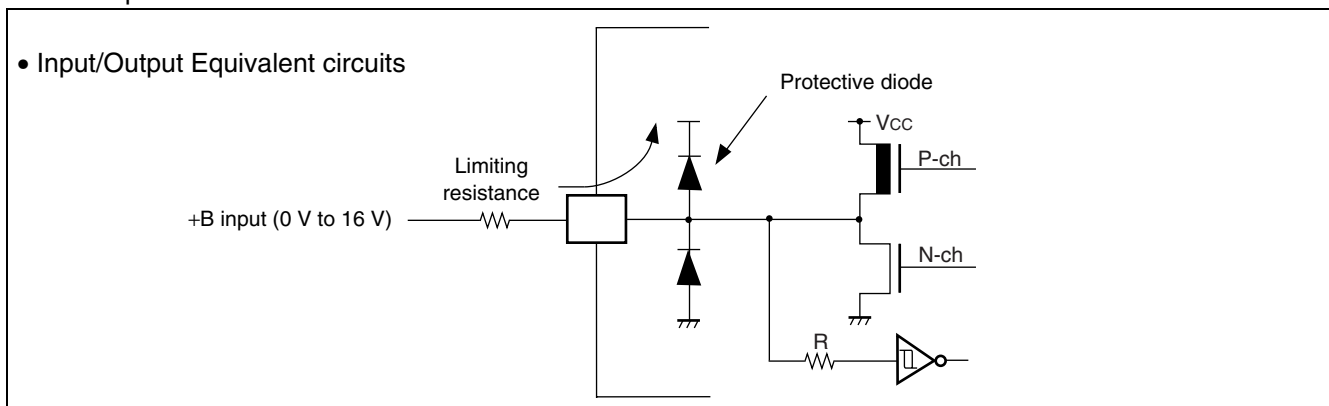 • Input/Output Equivalent circuits
Protective diode
VCC
P-ch
Limiting
resistance
+B input (0 V to 16 V)
N-ch
R